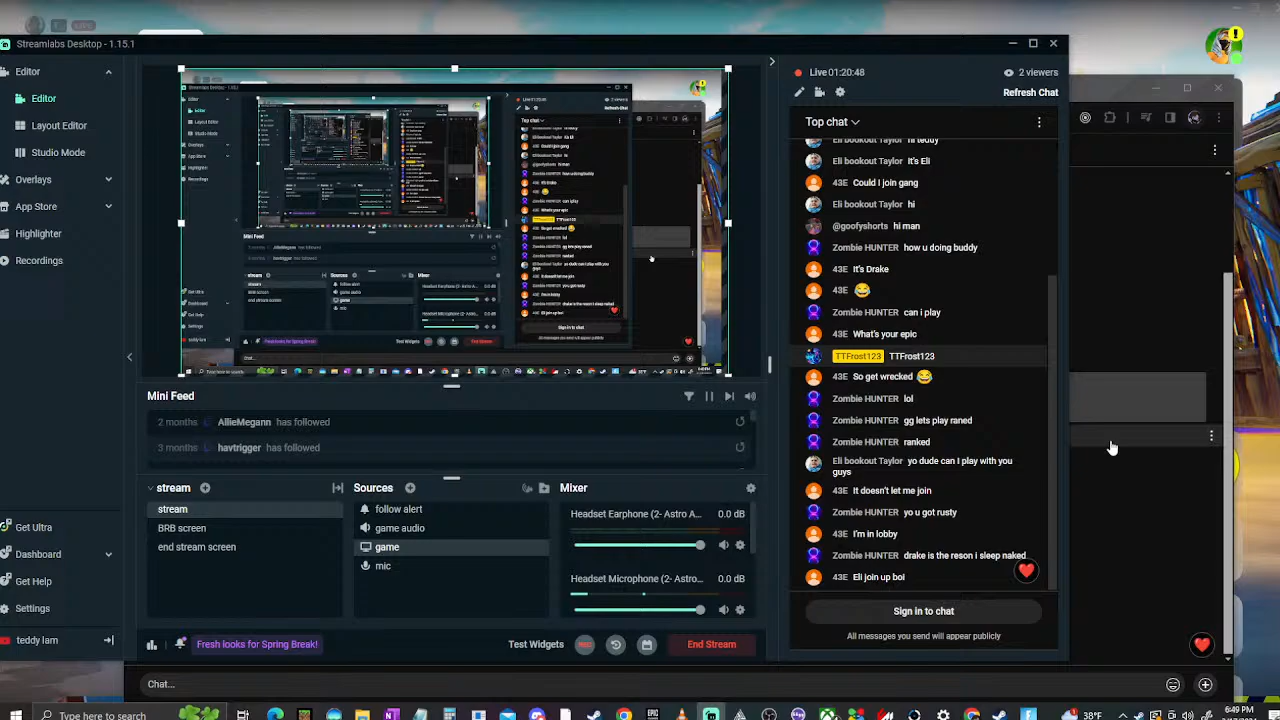 Streamlabs Desktop - 1.15.1
Editor
Editor
Layout Editor
Studio Mode
Overlays
App Store
Highlighter
Recordings
Get Ultra
Dashboard
Get Help
Settings
teddy lam
Mini Feed
2 months AllieMegann has followed
3 months havtrigger has followed
stream
stream
BRB screen
end stream screen
Sources
follow alert
game audio
game
mic
Mixer
Headset Earphone (2- Astro A...
0.0 dB
Headset Microphone (2- Astro...
0.0 dB
Fresh looks for Spring Break!
Test Widgets
End Stream
Live 01:20:48
2 viewers
Refresh Chat
Top chat
hi teddy
Eli bookout Taylor It's Eli
43E Could I join gang
Eli bookout Taylor hi
@goofyshorts hi man
Zombie HUNTER how u doing buddy
43E It's Drake
43E 😂
Zombie HUNTER can i play
43E What's your epic
TTFrost123 TTFrost123
43E So get wrecked 😂
Zombie HUNTER lol
Zombie HUNTER gg lets play raned
Zombie HUNTER ranked
Eli bookout Taylor yo dude can I play with you
guys
43E It doesn't let me join
Zombie HUNTER yo u got rusty
43E I'm in lobby
Zombie HUNTER drake is the reson i sleep naked
43E Eli join up boi
Sign in to chat
All messages you send will appear publicly
Chat...
Type here to search
6:49 PM